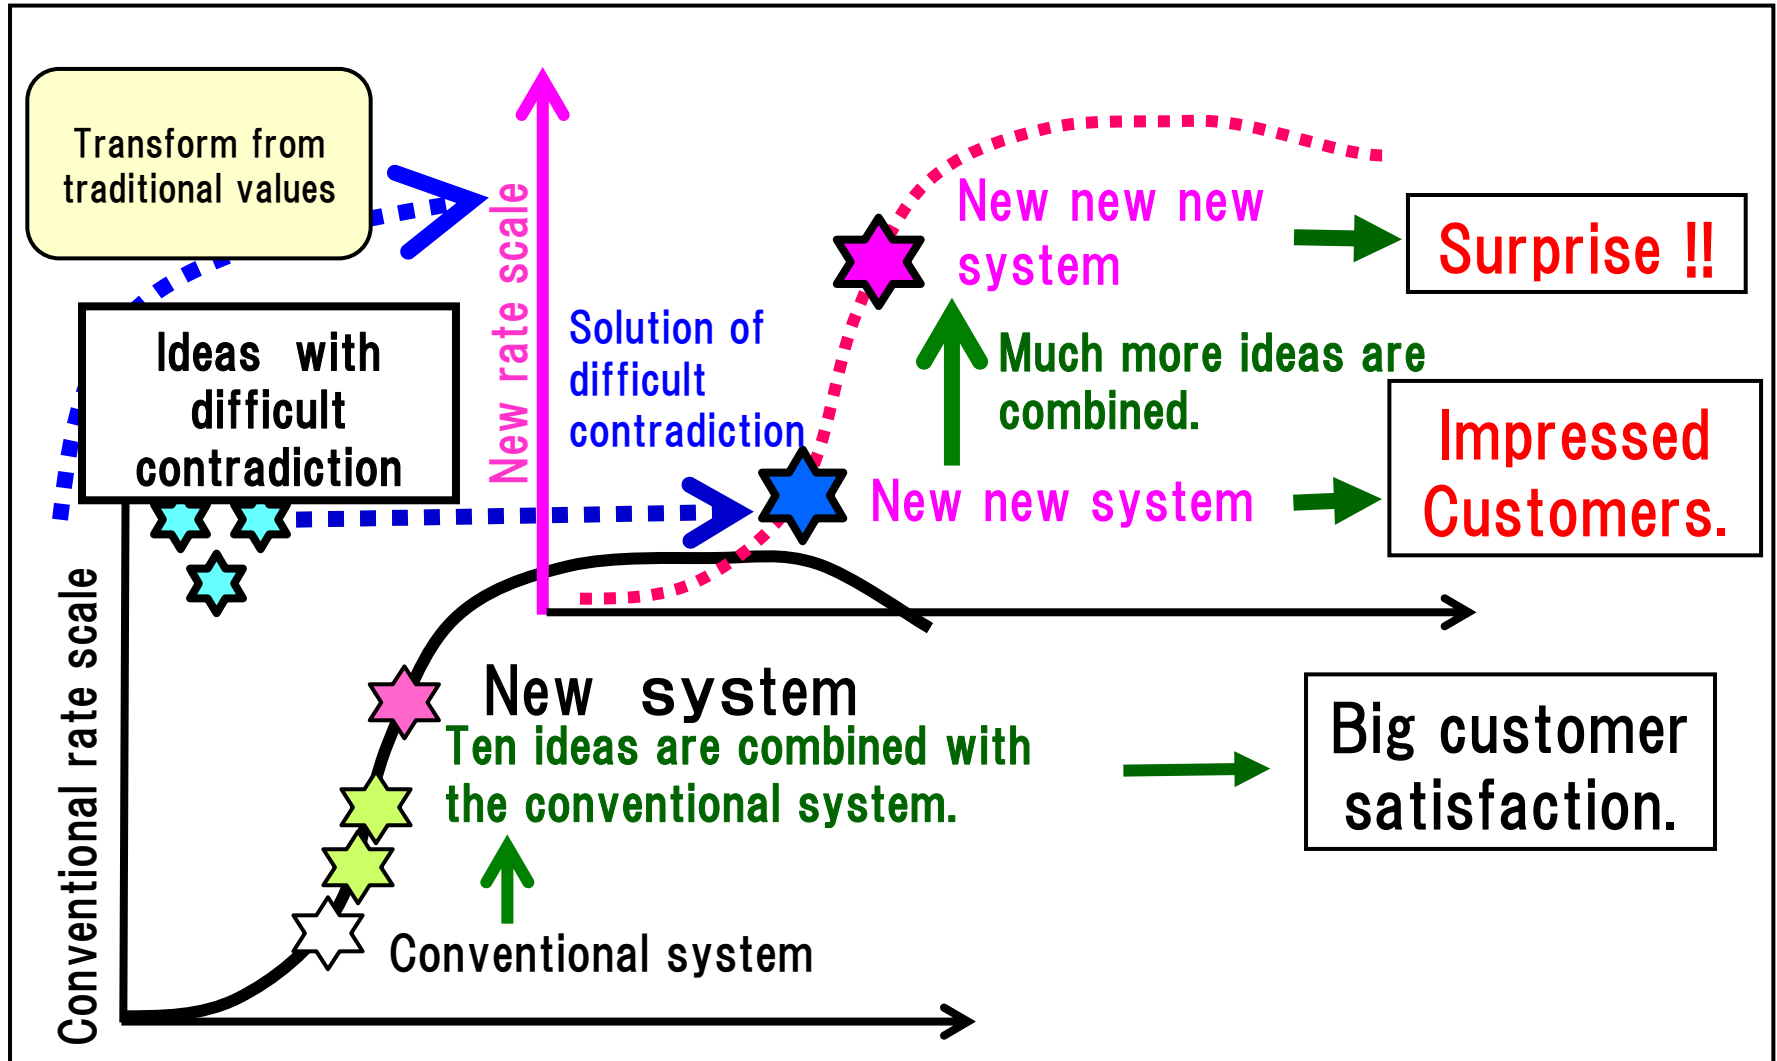 Transform from
traditional values
Ideas with
difficult
contradiction
Conventional rate scale
New rate scale
Solution of
difficult
contradiction
New new new
system
Surprise !!
Much more ideas are
combined.
New new system
Impressed
Customers.
New system
Ten ideas are combined with
the conventional system.
Big customer
satisfaction.
Conventional system